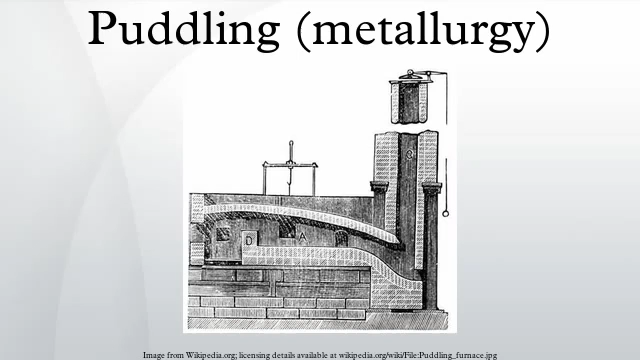 Puddling (metallurgy)
D
A
Image from Wikipedia.org; licensing details available at wikipedia.org/wiki/File:Puddling_furnace.jpg